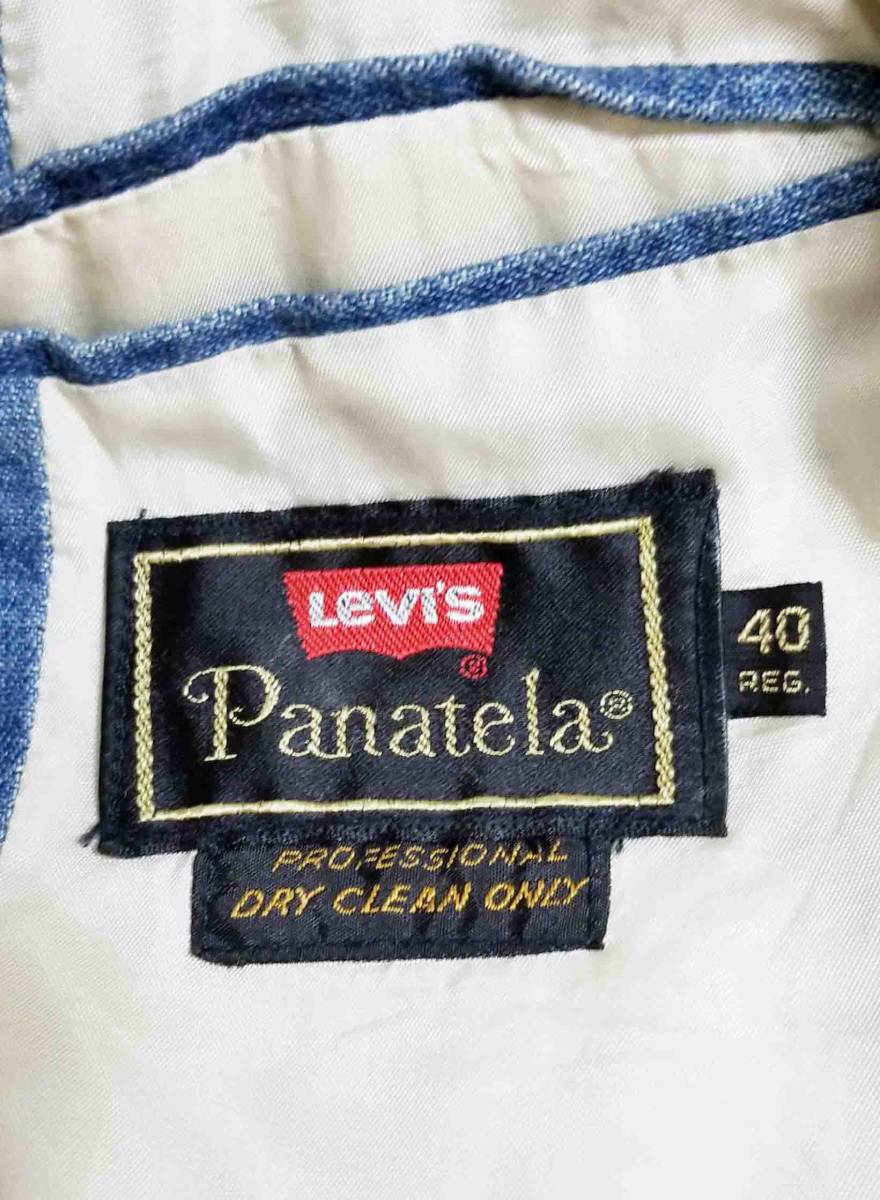 Levi's
®
Panatela®
40
REG.
PROFESSIONAL
DRY CLEAN ONLY